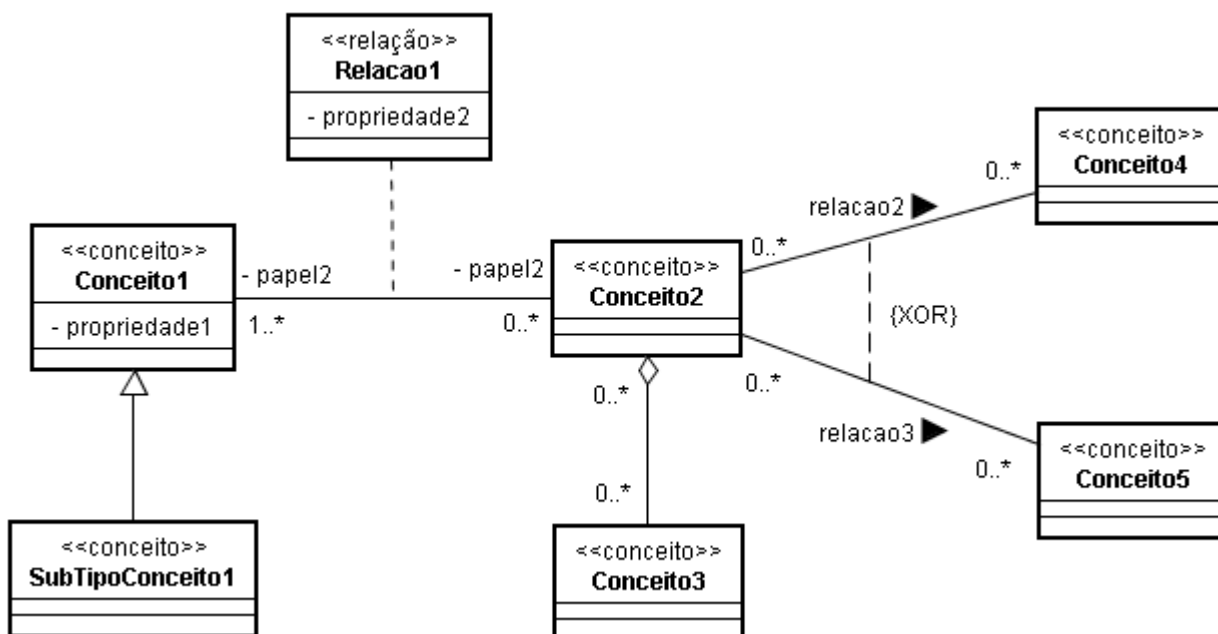 <<relação>>
Relacao1
- propriedade2
<<conceito>>
Conceito4
0..*
relacao2
0..*
<<conceito>>
Conceito1
- propriedade1
- papel2
1..*
- papel2
0..*
<<conceito>>
Conceito2
{XOR}
0..*
relacao3
0..*
<<conceito>>
Conceito5
0..*
0..*
<<conceito>>
SubTipoConceito1
<<conceito>>
Conceito3